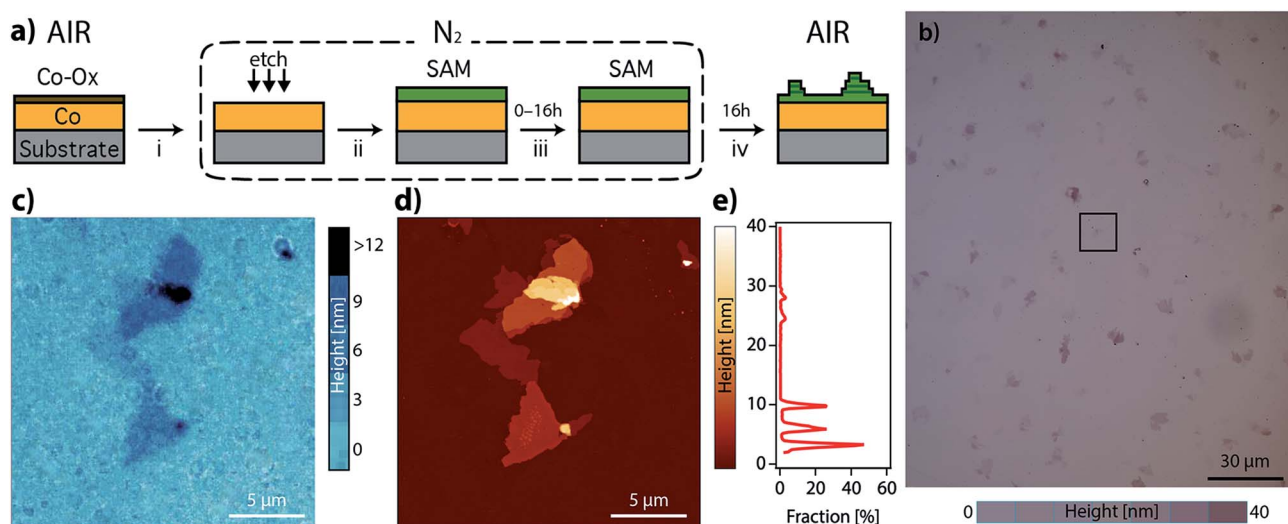 a)
AIR
N₂
AIR
b)
Co-Ox
etch
SAM
SAM
Co
Substrate
i
ii
0–16h
iii
16h
iv
c)
>12
9
6
3
0
Height [nm]
5 µm
d)
Height [nm]
5 µm
e)
40
30
20
10
0
0 20 40 60
Fraction [%]
30 µm
0 Height [nm] 40